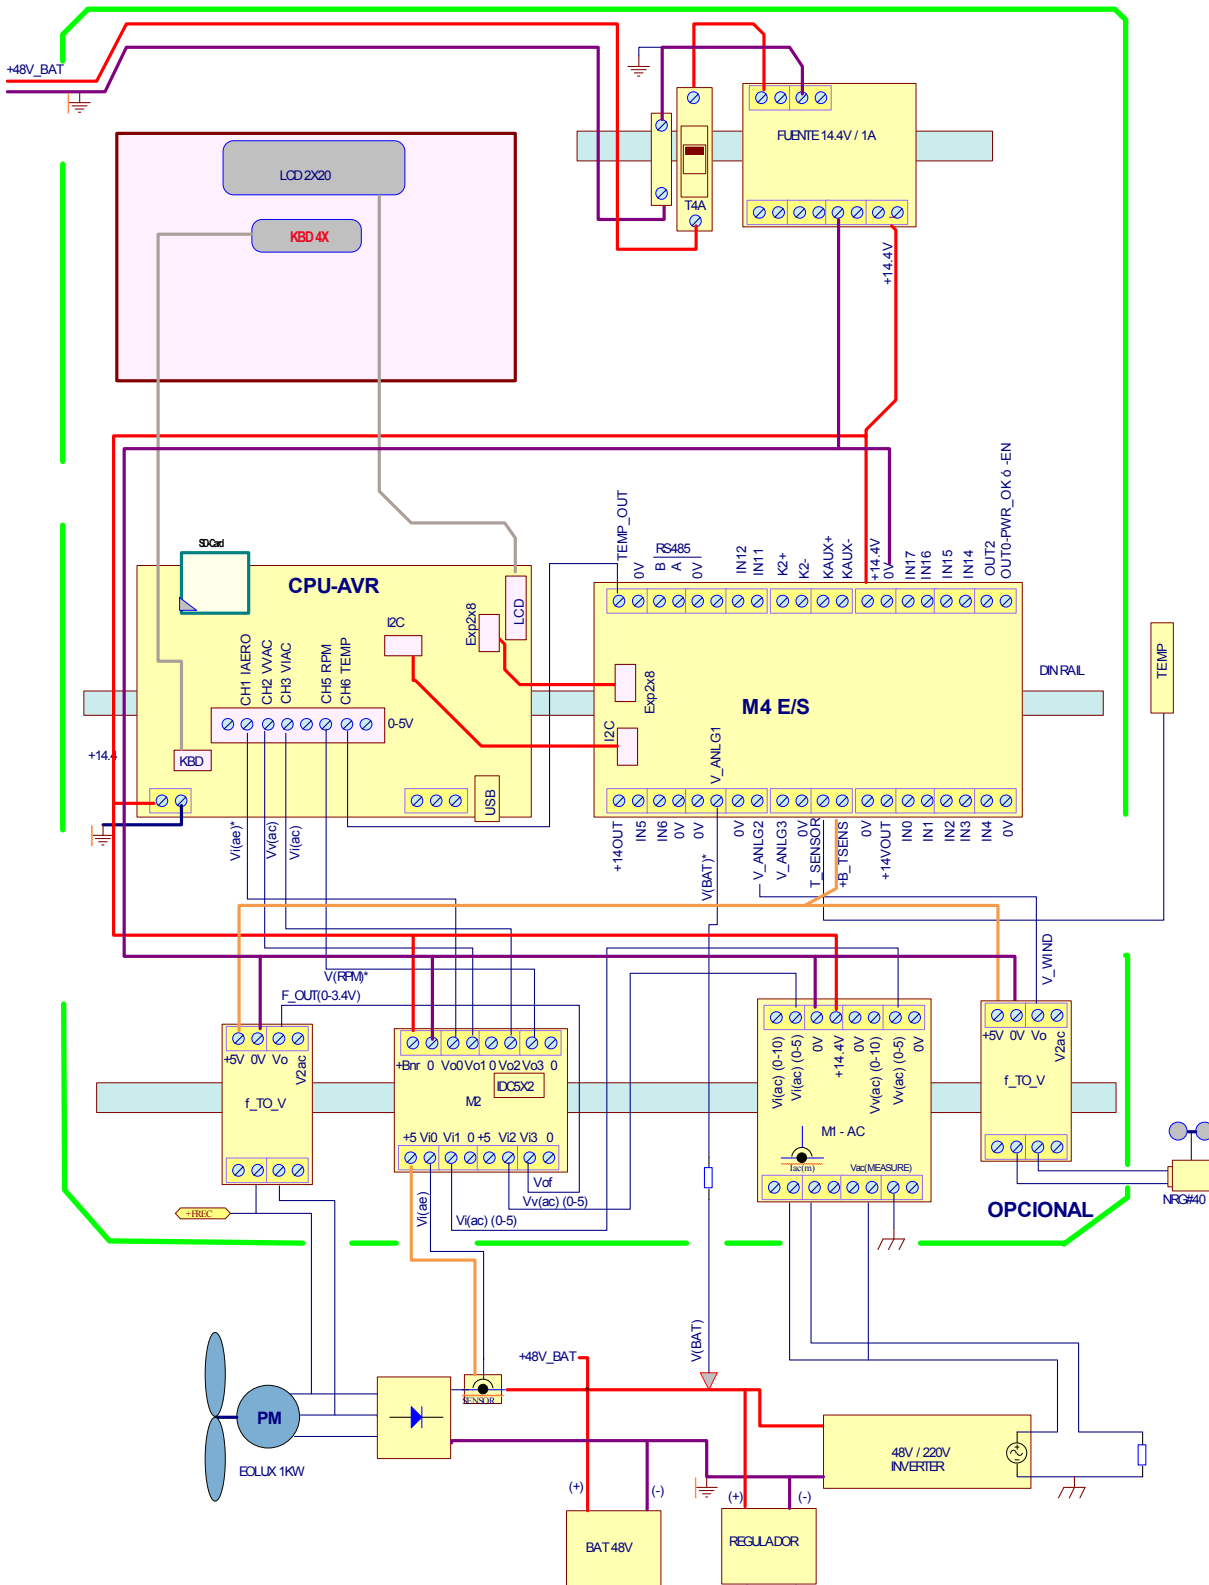 +48V_BAT
FUENTE 14.4V / 1A
T4A
+14.4V
LCD 2X20
KBD 4X
SDCard
CPU-AVR
I2C
Exp2x8
LCD
CH1 IAERO
CH2 VVAC
CH3 VIAC
CH5 RPM
CH6 TEMP
0-5V
KBD
USB
+14.4
TEMP_OUT
0V
RS485
B
A
0V
IN12
IN11
K2+
K2-
KAUX+
KAUX-
+14.4V
0V
IN17
IN16
IN15
IN14
OUT2
OUT0-PWR_OK ó -EN
Exp2x8
I2C
M4 E/S
V_ANLG1
DIN RAIL
TEMP
+14OUT
IN5
IN6
0V
0V
0V
V_ANLG2
V_ANLG3
0V
T_SENSOR
+B_TSENS
0V
+14VOUT
IN0
IN1
IN2
IN3
IN4
0V
Vi(ae)*
Vv(ac)
Vi(ac)
V(BAT)*
V(RPM)*
F_OUT(0-3.4V)
V_WIND
+5V 0V Vo
V2ac
f_TO_V
+Bnr 0 Vo0 Vo1 0 Vo2 Vo3 0
IDC5X2
M2
+5 Vi0 Vi1 0 +5 Vi2 Vi3 0
Vi(ac) (0-10)
Vi(ac) (0-5)
0V
+14.4V
0V
Vv(ac) (0-10)
Vv(ac) (0-5)
0V
M1 - AC
Iac(m)
Vac(MEASURE)
+5V 0V Vo
V2ac
f_TO_V
NRG#40
OPCIONAL
+FREC
Vof
Vv(ac) (0-5)
Vi(ae)
Vi(ac) (0-5)
V(BAT)
+48V_BAT
SENSOR
PM
EOLUX 1KW
48V / 220V
INVERTER
(+)
(-)
(+)
(-)
BAT 48V
REGULADOR